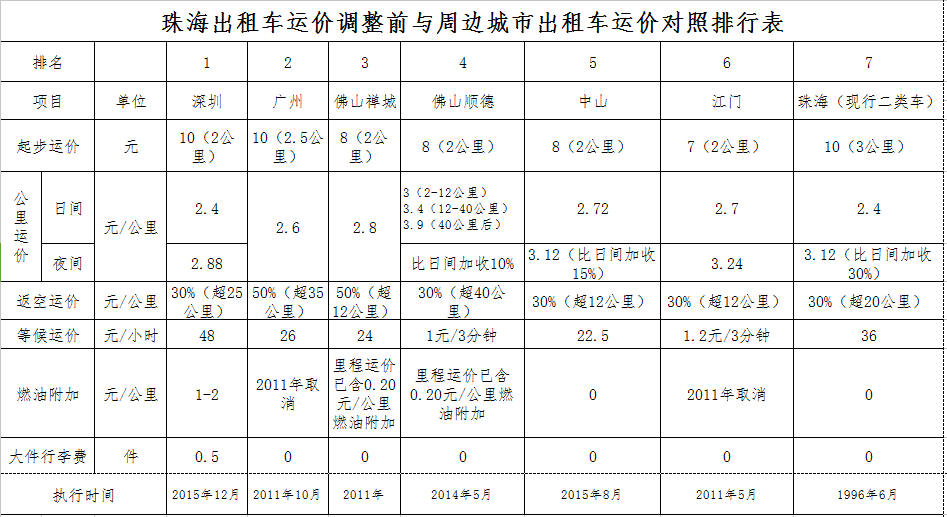 珠海出租车运价调整前与周边城市出租车运价对照排行表
排名 1 2 3 4 5 6 7
项目 单位 深圳 广州 佛山禅城 佛山顺德 中山 江门 珠海（现行二类车）
起步运价 元 10（2公里） 10（2.5公里） 8（2公里） 8（2公里） 8（2公里） 7（2公里） 10（3公里）
公里运价 日间 元/公里 2.4 2.6 2.8 3（2-12公里） 3.4（12-40公里） 3.9（40公里后） 2.72 2.7 2.4
夜间 2.88 比日间加收10% 3.12（比日间加收15%） 3.24 3.12（比日间加收30%）
返空运价 元/公里 30%（超25公里） 50%（超35公里） 50%（超12公里） 30%（超40公里） 30%（超12公里） 30%（超12公里） 30%（超20公里）
等候运价 元/小时 48 26 24 1元/3分钟 22.5 1.2元/3分钟 36
燃油附加 元/公里 1-2 2011年取消 里程运价已含0.20元/公里燃油附加 里程运价已含0.20元/公里燃油附加 0 2011年取消 0
大件行李费 件 0.5 0 0 0 0 0 0
执行时间 2015年12月 2011年10月 2011年 2014年5月 2015年8月 2011年5月 1996年6月